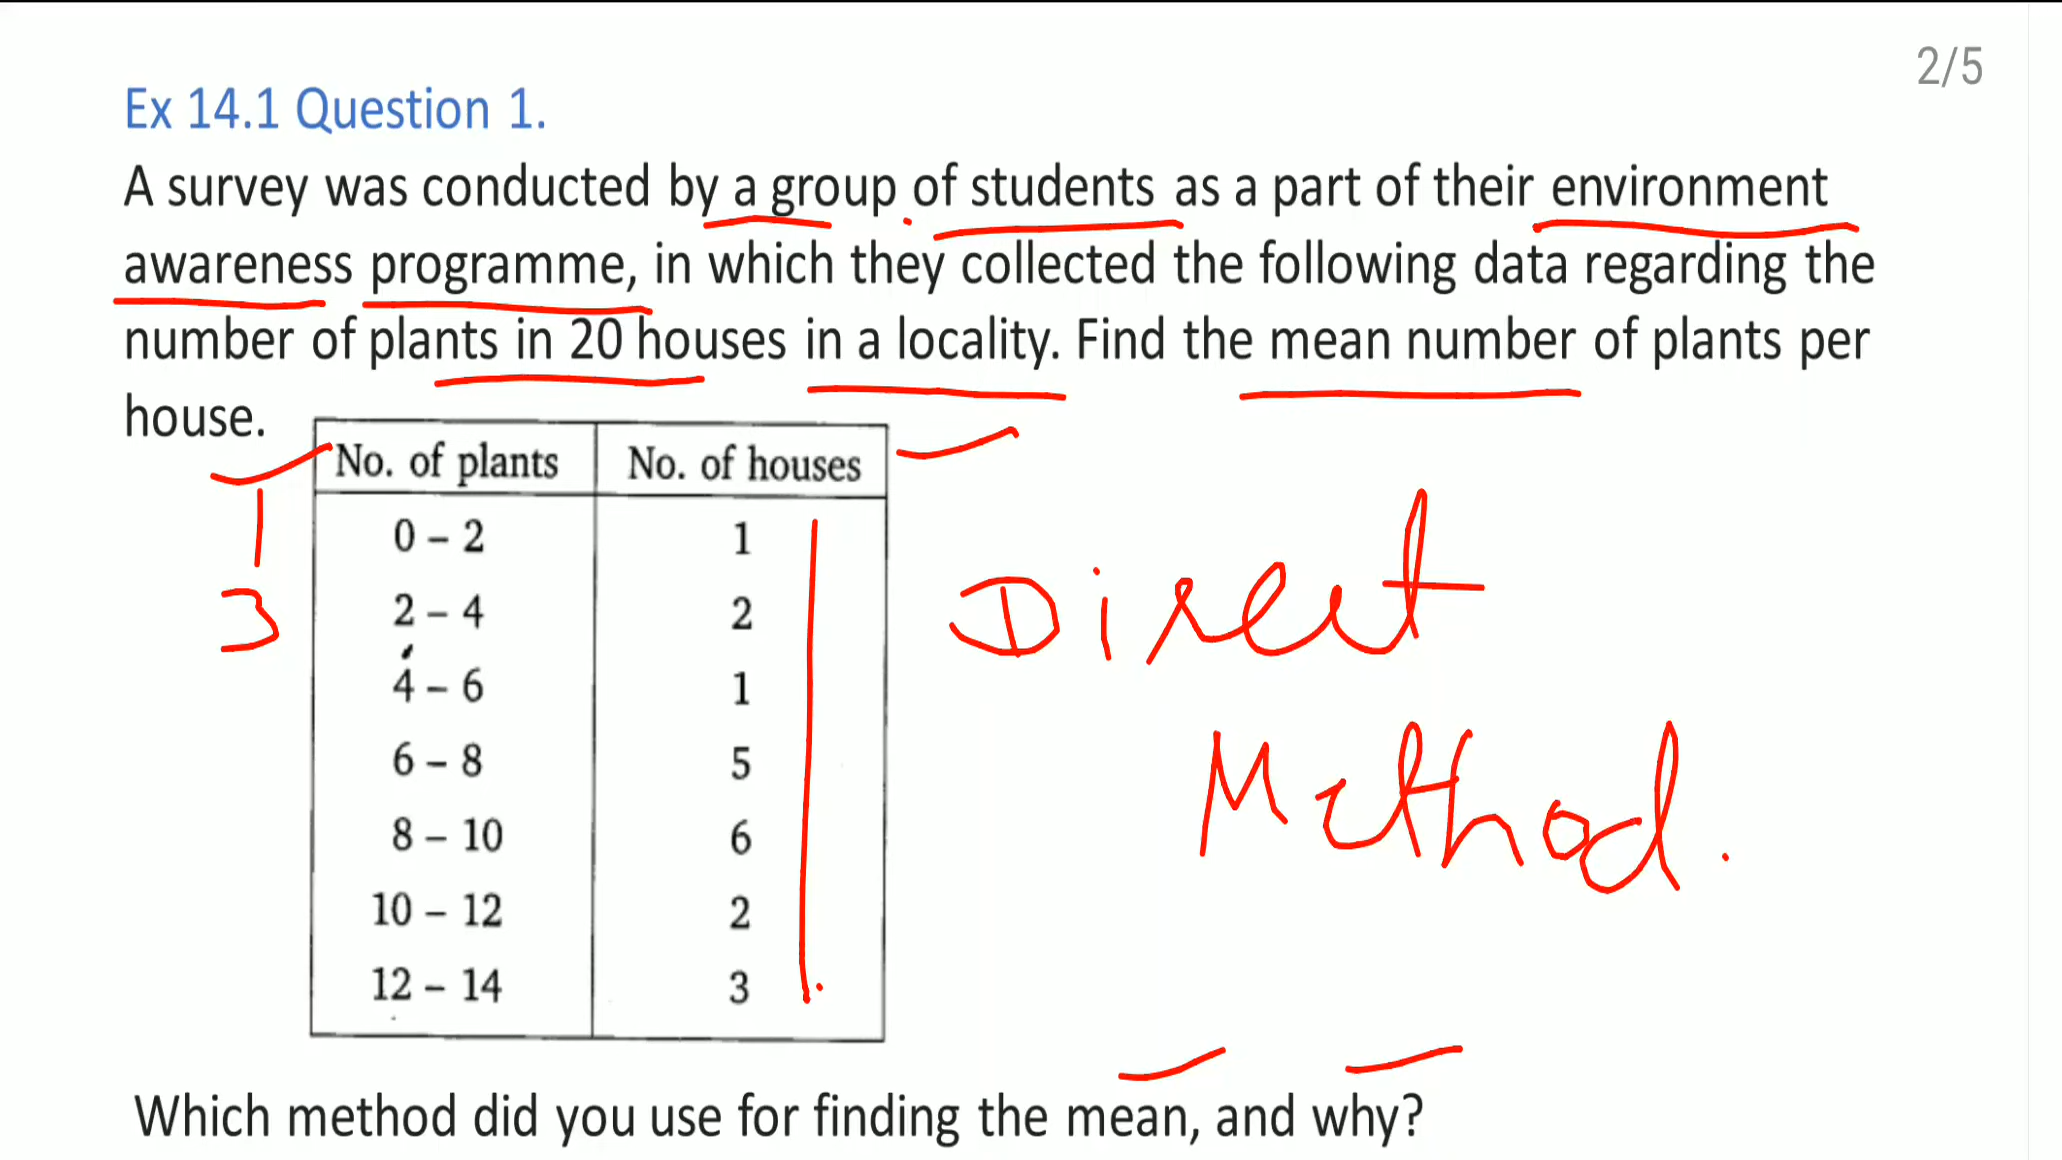 2/5
Ex 14.1 Question 1.
A survey was conducted by a group of students as a part of their environment
awareness programme, in which they collected the following data regarding the
number of plants in 20 houses in a locality. Find the mean number of plants per
house.
No. of plants No. of houses
0 – 2 1
2 – 4 2
4 – 6 1
6 – 8 5
8 – 10 6
10 – 12 2
12 – 14 3
1
3
Direct
Method.
Which method did you use for finding the mean, and why?